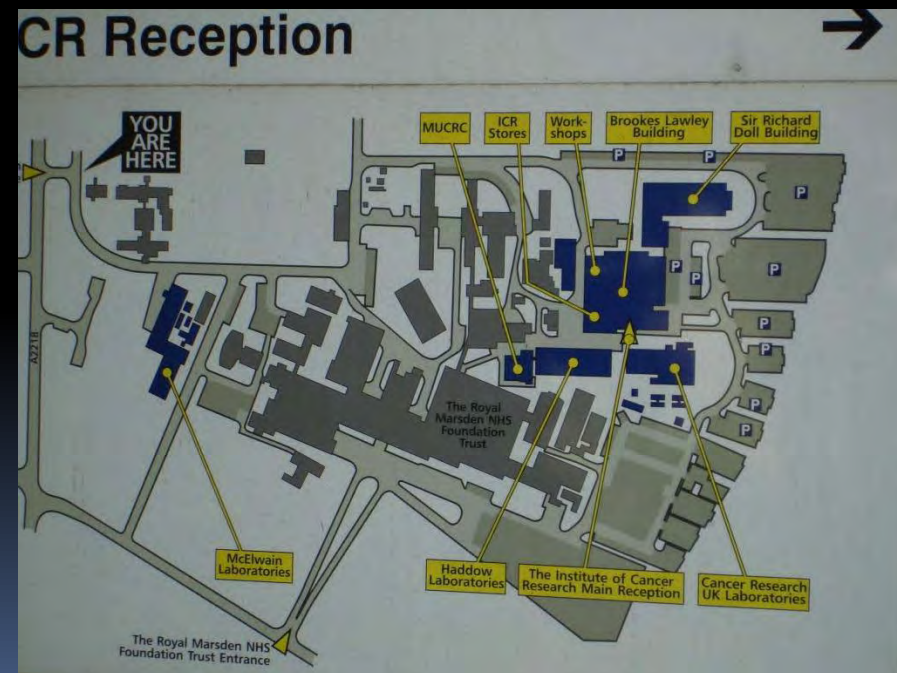 CR Reception
YOU
ARE
HERE
MUCRC
ICR
Stores
Work-
shops
Brookes Lawley
Building
Sir Richard
Doll Building
P
P
P
P
P
P
P
P
P
A2218
The Royal
Marsden NHS
Foundation
Trust
McElwain
Laboratories
Haddow
Laboratories
The Institute of Cancer
Research Main Reception
Cancer Research
UK Laboratories
The Royal Marsden NHS
Foundation Trust Entrance